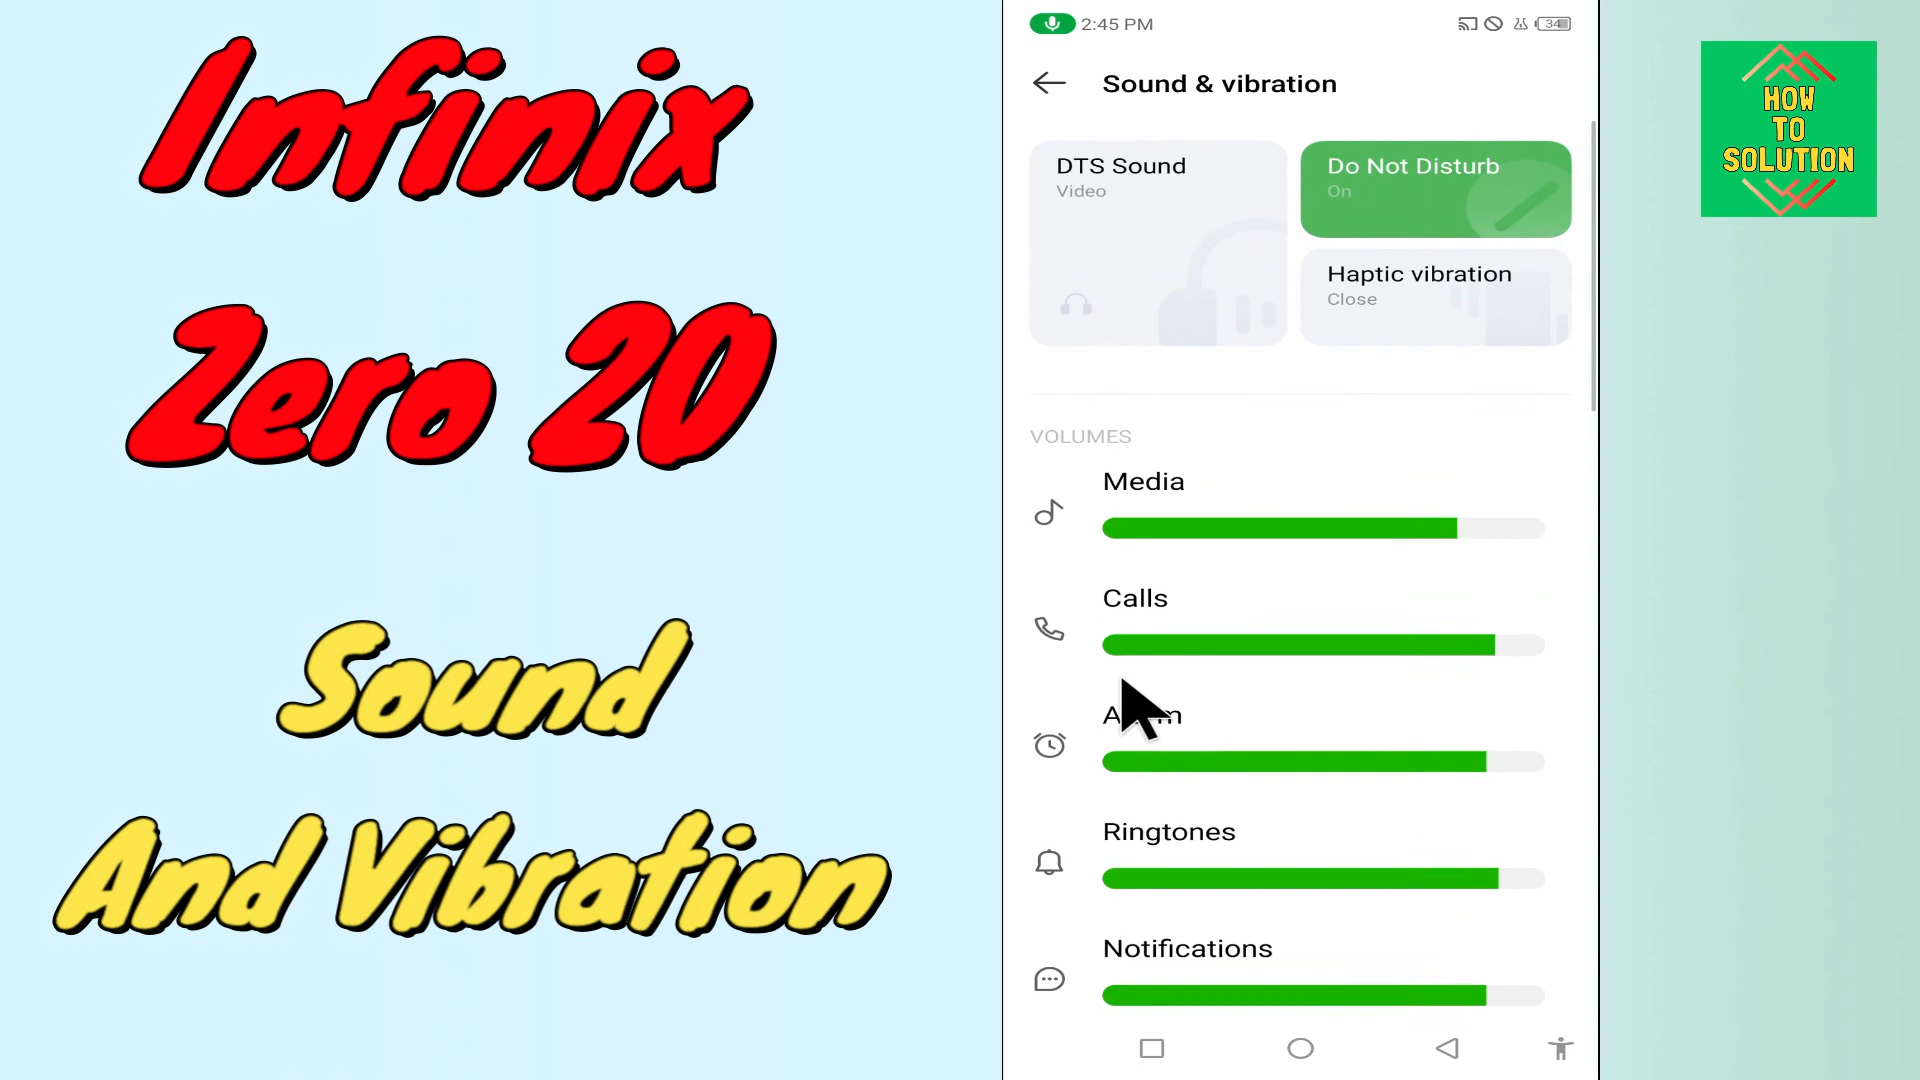 Infinix
Zero 20
Sound
And Vibration
2:45 PM
34
Sound & vibration
DTS Sound
Video
Do Not Disturb
On
Haptic vibration
Close
VOLUMES
Media
Calls
Ringtones
Notifications
HOW
TO
SOLUTION